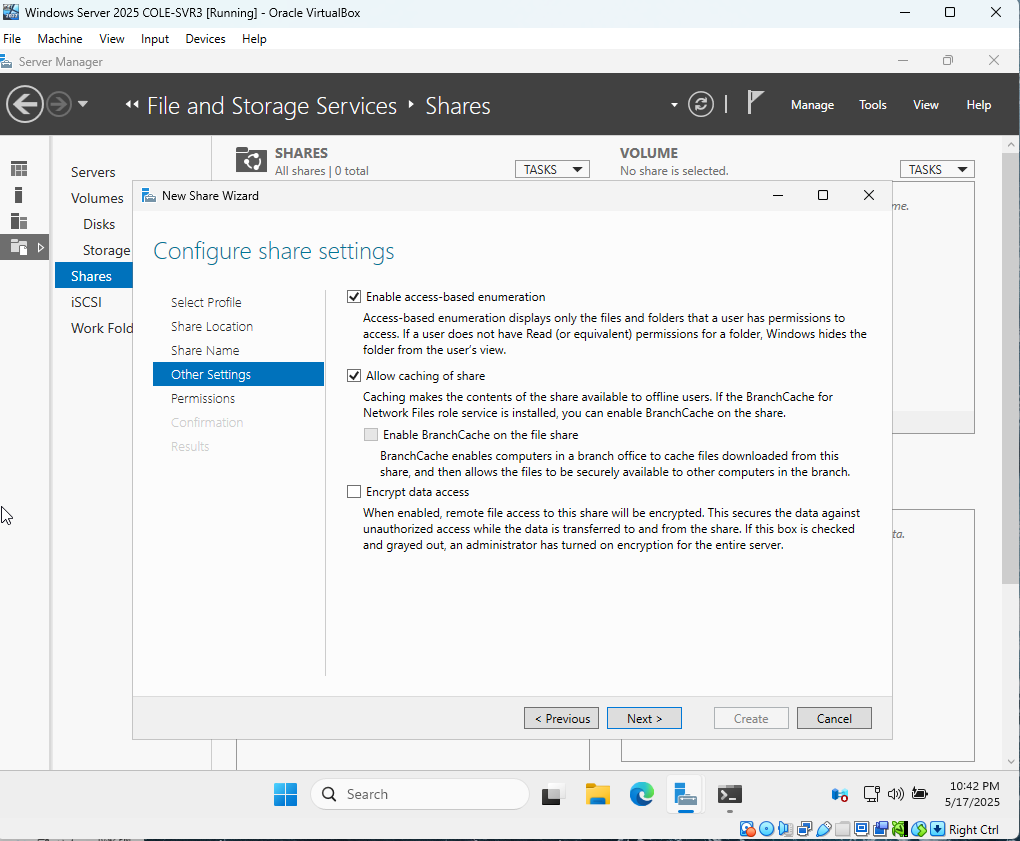 Windows Server 2025 COLE-SVR3 [Running] - Oracle VirtualBox
File Machine View Input Devices Help
Server Manager
File and Storage Services Shares
Manage Tools View Help
Servers
Volumes
Disks
Storage
Shares
iSCSI
Work Fold
SHARES
All shares | 0 total
TASKS
VOLUME
No share is selected.
TASKS
me.
ta.
New Share Wizard
Configure share settings
Select Profile
Share Location
Share Name
Other Settings
Permissions
Confirmation
Results
Enable access-based enumeration
Access-based enumeration displays only the files and folders that a user has permissions to
access. If a user does not have Read (or equivalent) permissions for a folder, Windows hides the
folder from the user's view.
Allow caching of share
Caching makes the contents of the share available to offline users. If the BranchCache for
Network Files role service is installed, you can enable BranchCache on the share.
Enable BranchCache on the file share
BranchCache enables computers in a branch office to cache files downloaded from this
share, and then allows the files to be securely available to other computers in the branch.
Encrypt data access
When enabled, remote file access to this share will be encrypted. This secures the data against
unauthorized access while the data is transferred to and from the share. If this box is checked
and grayed out, an administrator has turned on encryption for the entire server.
< Previous
Next >
Create
Cancel
Search
10:42 PM
5/17/2025
Right Ctrl